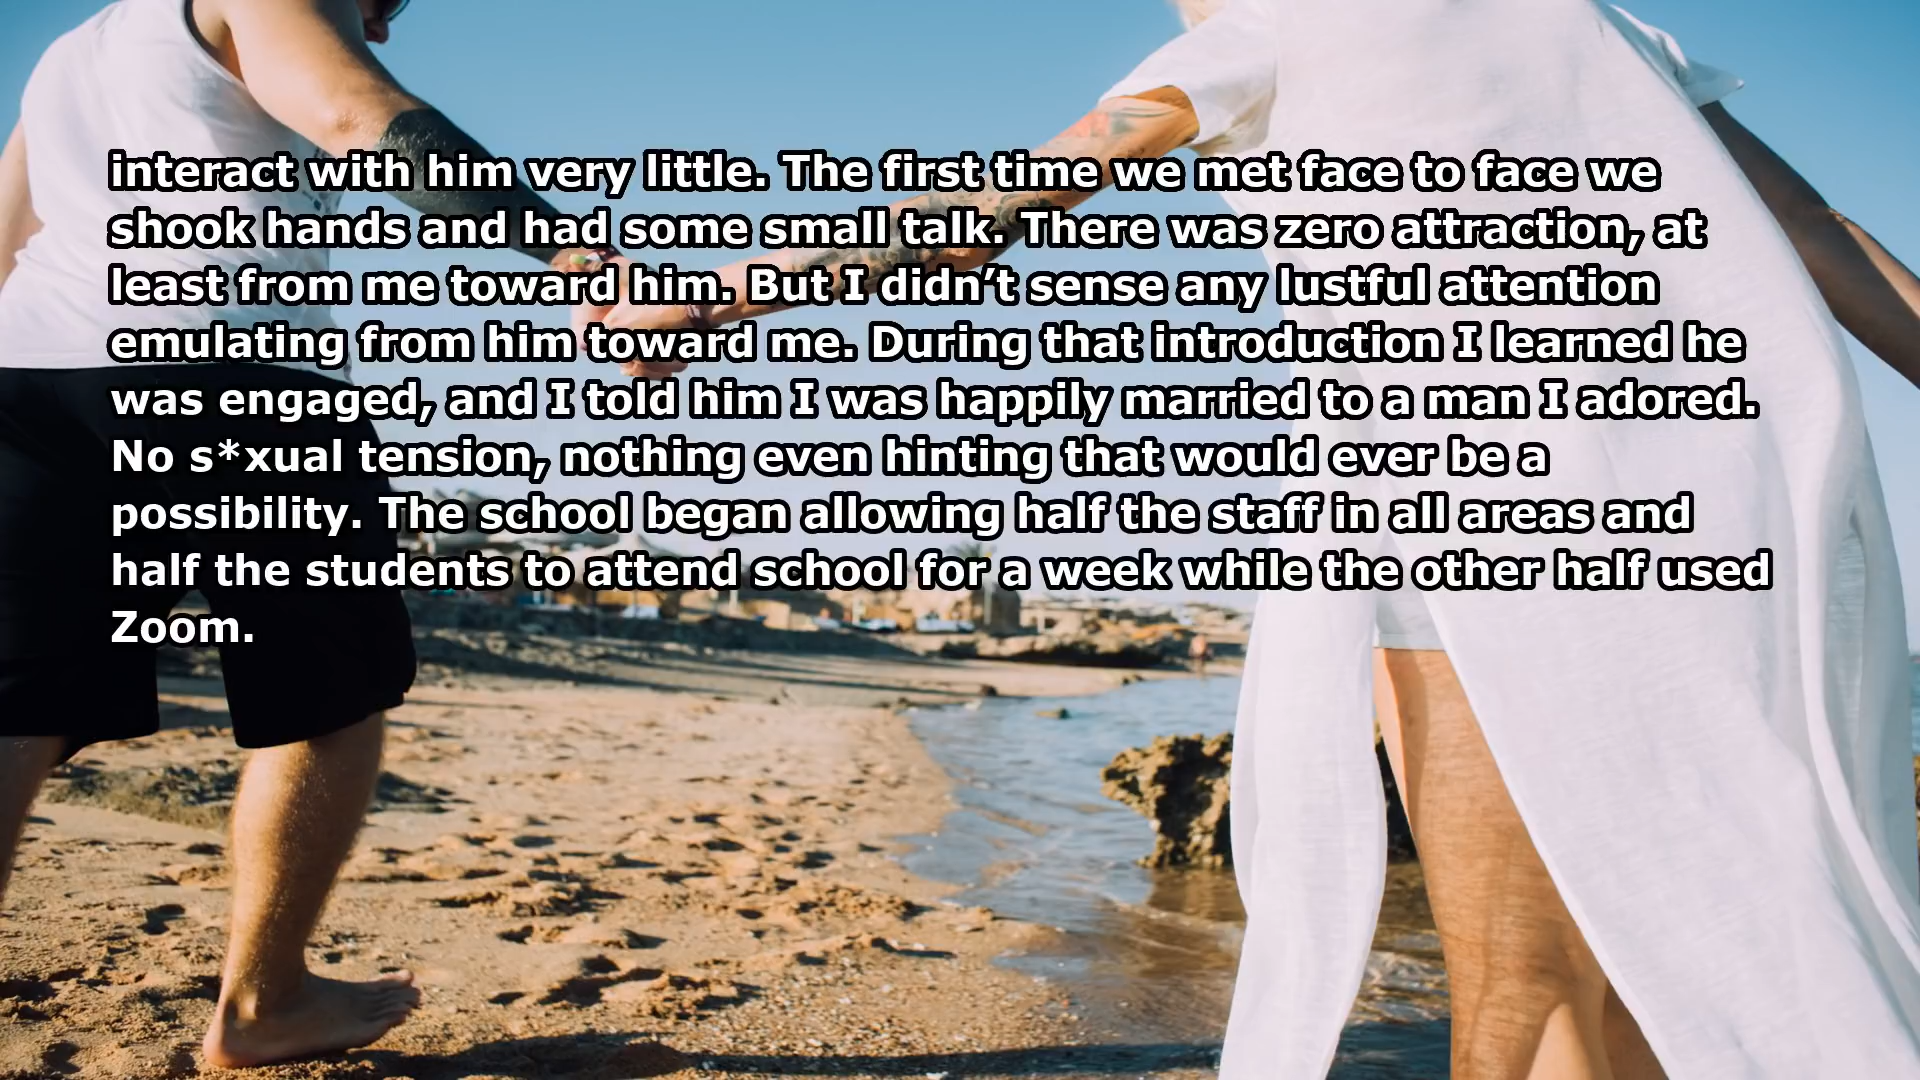 interact with him very little. The first time we met face to face we
shook hands and had some small talk. There was zero attraction, at
least from me toward him. But I didn’t sense any lustful attention
emulating from him toward me. During that introduction I learned he
was engaged, and I told him I was happily married to a man I adored.
No s*xual tension, nothing even hinting that would ever be a
possibility. The school began allowing half the staff in all areas and
half the students to attend school for a week while the other half used
Zoom.